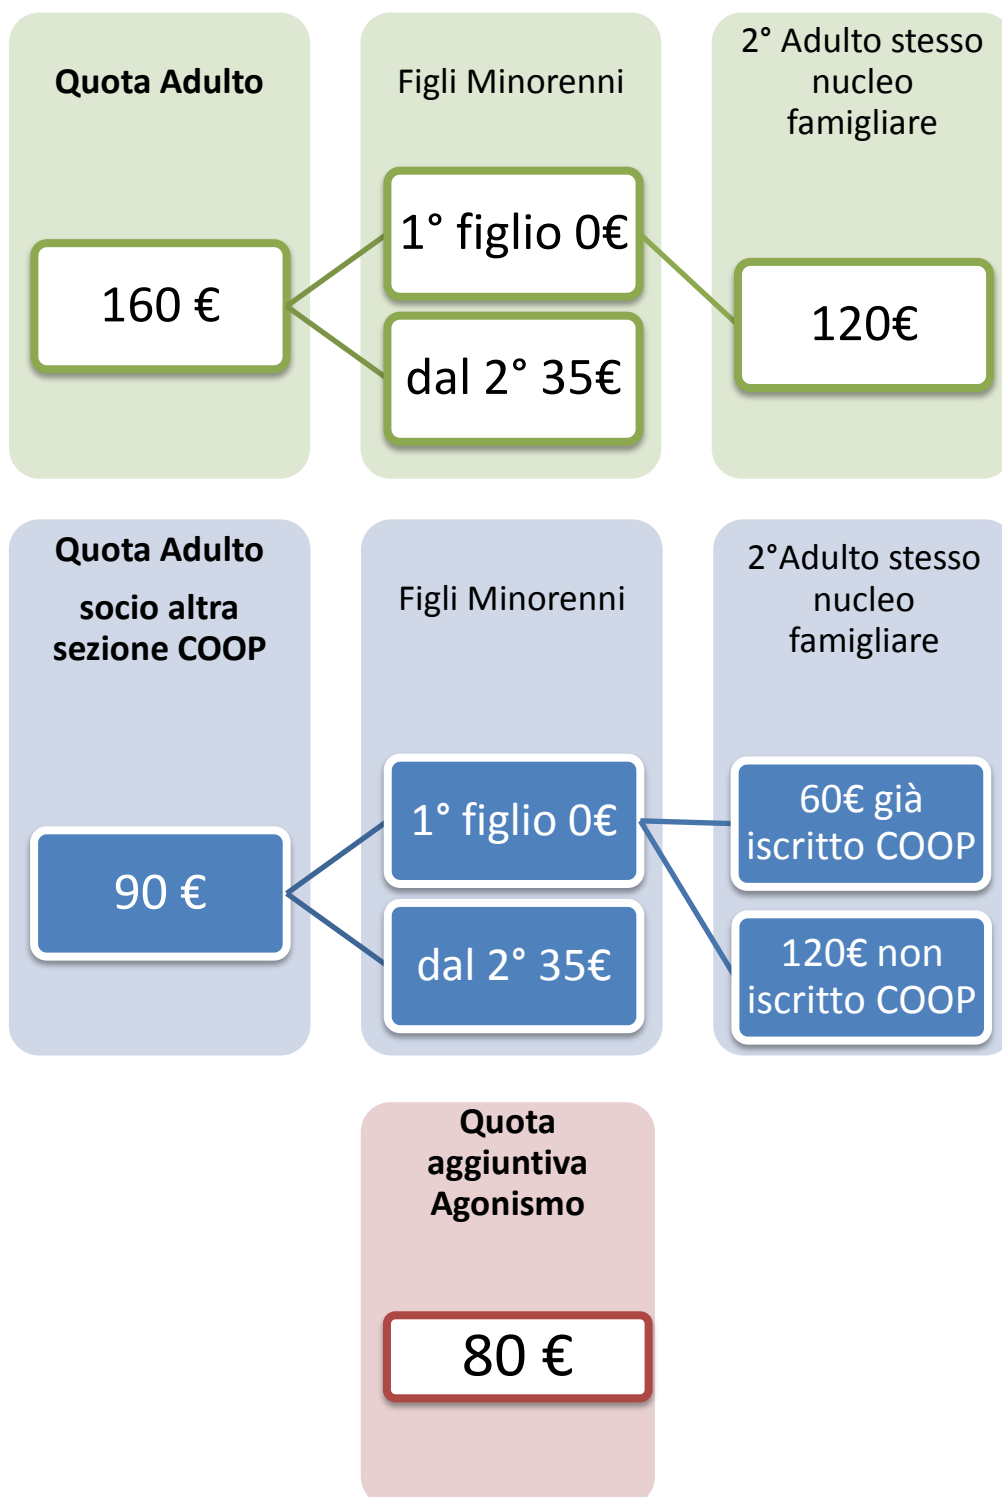 Quota Adulto
160 €
Figli Minorenni
1° figlio 0€
dal 2° 35€
2° Adulto stesso
nucleo
famigliare
120€
Quota Adulto
socio altra
sezione COOP
90 €
Figli Minorenni
1° figlio 0€
dal 2° 35€
2°Adulto stesso
nucleo
famigliare
60€ già
iscritto COOP
120€ non
iscritto COOP
Quota
aggiuntiva
Agonismo
80 €